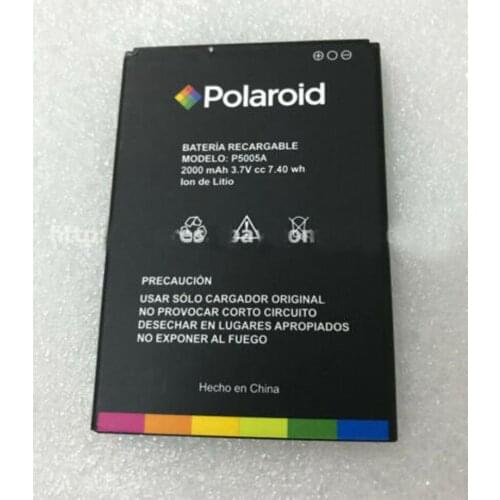 Polaroid
BATERÍA RECARGABLE
MODELO: P5005A
2000 mAh 3.7V cc 7.40 wh
Ion de Litio
PRECAUCIÓN
USAR SÓLO CARGADOR ORIGINAL
NO PROVOCAR CORTO CIRCUITO
DESECHAR EN LUGARES APROPIADOS
NO EXPONER AL FUEGO
Hecho en China